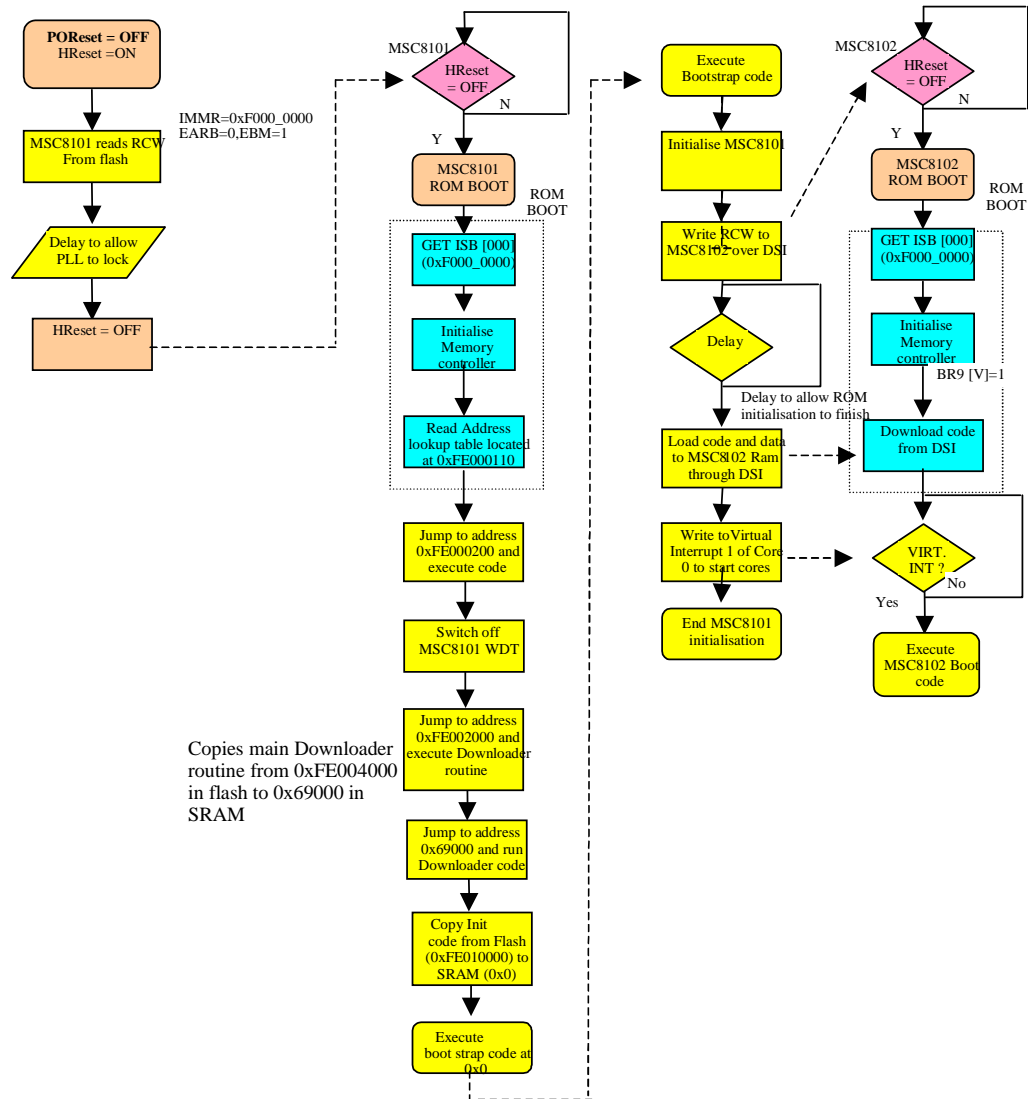 POReset = OFF
HReset =ON
IMMR=0xF000_0000
EARB=0,EBM=1
MSC8101 reads RCW
From flash
Delay to allow
PLL to lock
HReset = OFF
MSC8101
HReset
= OFF
N
Y
MSC8101
ROM BOOT
ROM
BOOT
GET ISB [000]
(0xF000_0000)
Initialise
Memory
controller
Read Address
lookup table located
at 0xFE000110
Jump to address
0xFE000200 and
execute code
Switch off
MSC8101 WDT
Jump to address
0xFE002000 and
execute Downloader
routine
Copies main Downloader
routine from 0xFE004000
in flash to 0x69000 in
SRAM
Jump to address
0x69000 and run
Downloader code
Copy Init
code from Flash
(0xFE010000) to
SRAM (0x0)
Execute
boot strap code at
0x0
Execute
Bootstrap code
Initialise MSC8101
Write RCW to
MSC8102 over DSI
Delay
Delay to allow ROM
initialisation to finish
Load code and data
to MSC8102 Ram
through DSI
Write toVirtual
Interrupt 1 of Core
0 to start cores
End MSC8101
initialisation
MSC8102
HReset
= OFF
N
Y
MSC8102
ROM BOOT
ROM
BOOT
GET ISB [000]
(0xF000_0000)
Initialise
Memory
controller
BR9 [V]=1
Download code
from DSI
VIRT.
INT ?
No
Yes
Execute
MSC8102 Boot
code